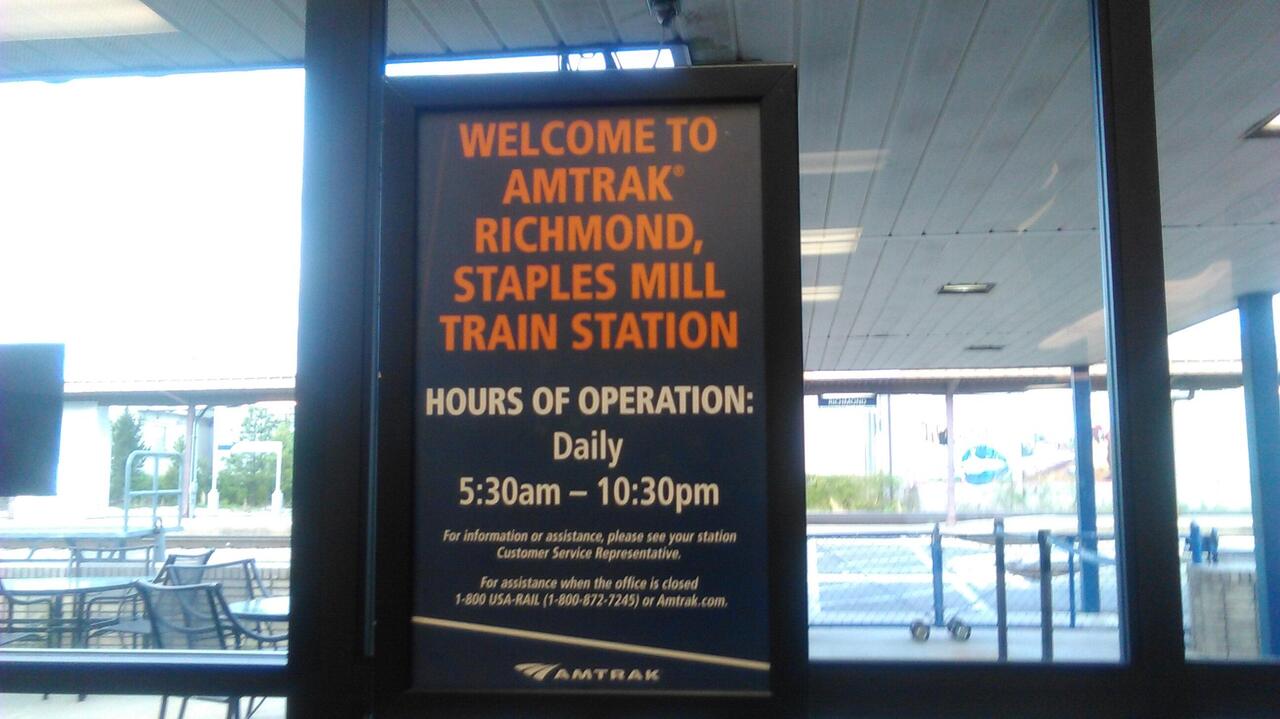 WELCOME TO
AMTRAK®
RICHMOND,
STAPLES MILL
TRAIN STATION
HOURS OF OPERATION:
Daily
5:30am – 10:30pm
For information or assistance, please see your station
Customer Service Representative.
For assistance when the office is closed
1-800 USA-RAIL (1-800-872-7245) or Amtrak.com.
AMTRAK
RICHMOND